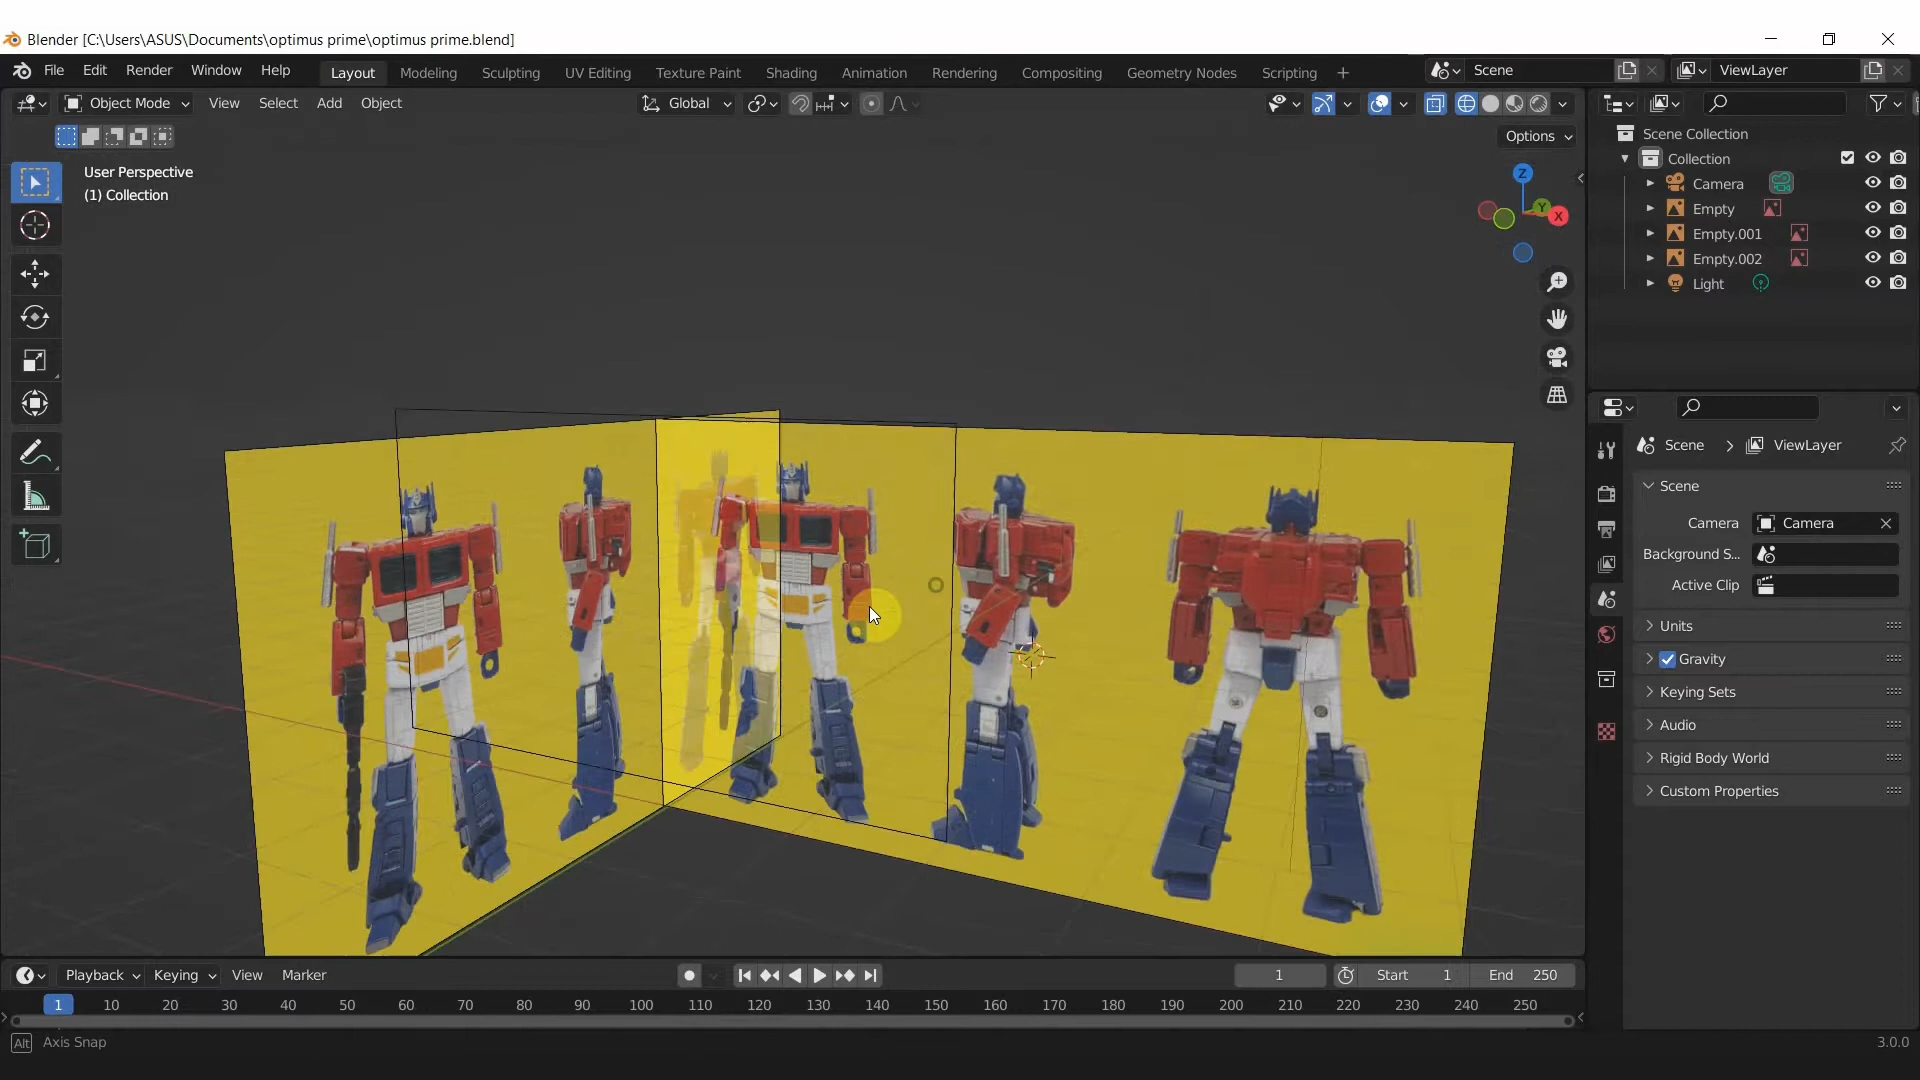 Blender [C:\Users\ASUS\Documents\optimus prime\optimus prime.blend]
File Edit Render Window Help
Layout Modeling Sculpting UV Editing Texture Paint Shading Animation Rendering Compositing Geometry Nodes Scripting +
Scene
ViewLayer
Object Mode View Select Add Object
Global
Options
User Perspective
(1) Collection
Z
Y
X
Scene Collection
Collection
Camera
Empty
Empty.001
Empty.002
Light
Scene > ViewLayer
Scene
Camera Camera
Background S...
Active Clip
Units
Gravity
Keying Sets
Audio
Rigid Body World
Custom Properties
Playback Keying View Marker
1
Start 1
End 250
1 10 20 30 40 50 60 70 80 90 100 110 120 130 140 150 160 170 180 190 200 210 220 230 240 250
Alt Axis Snap
3.0.0